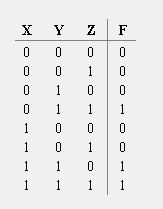 X Y Z F
0 0 0 0
0 0 1 0
0 1 0 0
0 1 1 1
1 0 0 0
1 0 1 0
1 1 0 1
1 1 1 1